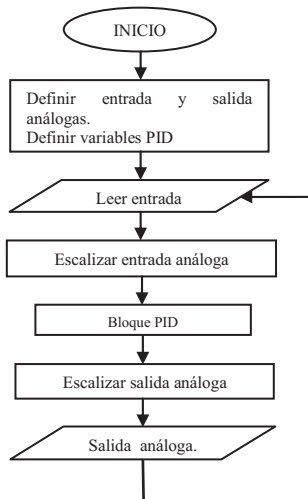 INICIO
Definir entrada y salida
análogas.
Definir variables PID
Leer entrada
Escalizar entrada análoga
Bloque PID
Escalizar salida análoga
Salida análoga.